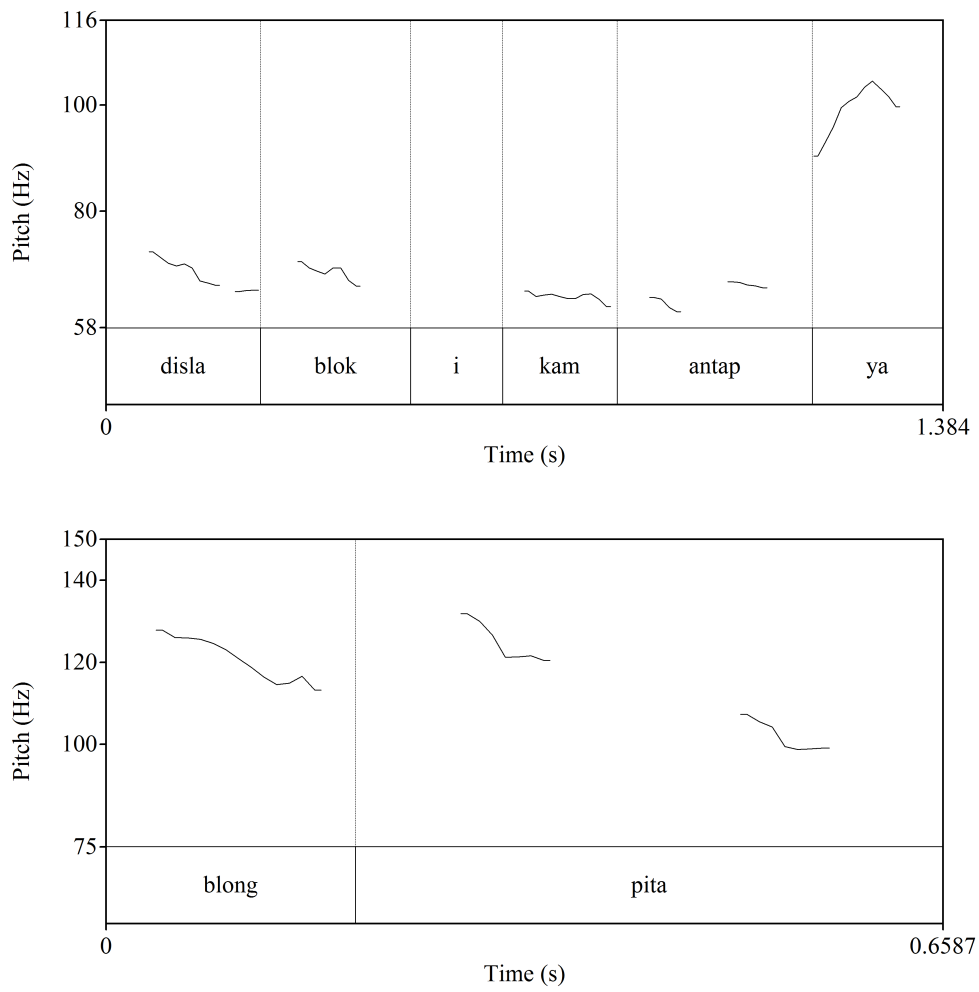 116
100
80
58
Pitch (Hz)
disla blok i kam antap ya
0 1.384
Time (s)
150
140
120
100
75
Pitch (Hz)
blong pita
0 0.6587
Time (s)